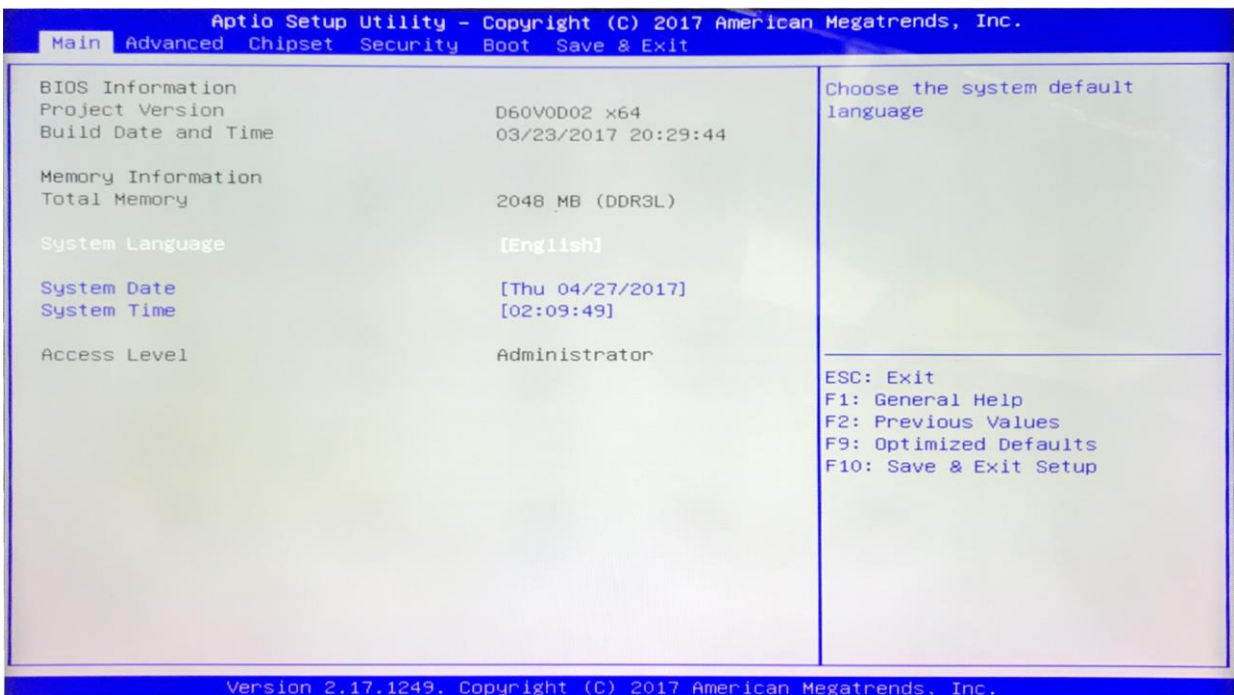 Aptio Setup Utility – Copyright (C) 2017 American Megatrends, Inc.
Main Advanced Chipset Security Boot Save & Exit
BIOS Information
Project Version D60V0D02 x64
Build Date and Time 03/23/2017 20:29:44
Memory Information
Total Memory 2048 MB (DDR3L)
System Language [English]
System Date [Thu 04/27/2017]
System Time [02:09:49]
Access Level Administrator
Choose the system default
language
ESC: Exit
F1: General Help
F2: Previous Values
F9: Optimized Defaults
F10: Save & Exit Setup
Version 2.17.1249. Copyright (C) 2017 American Megatrends, Inc.